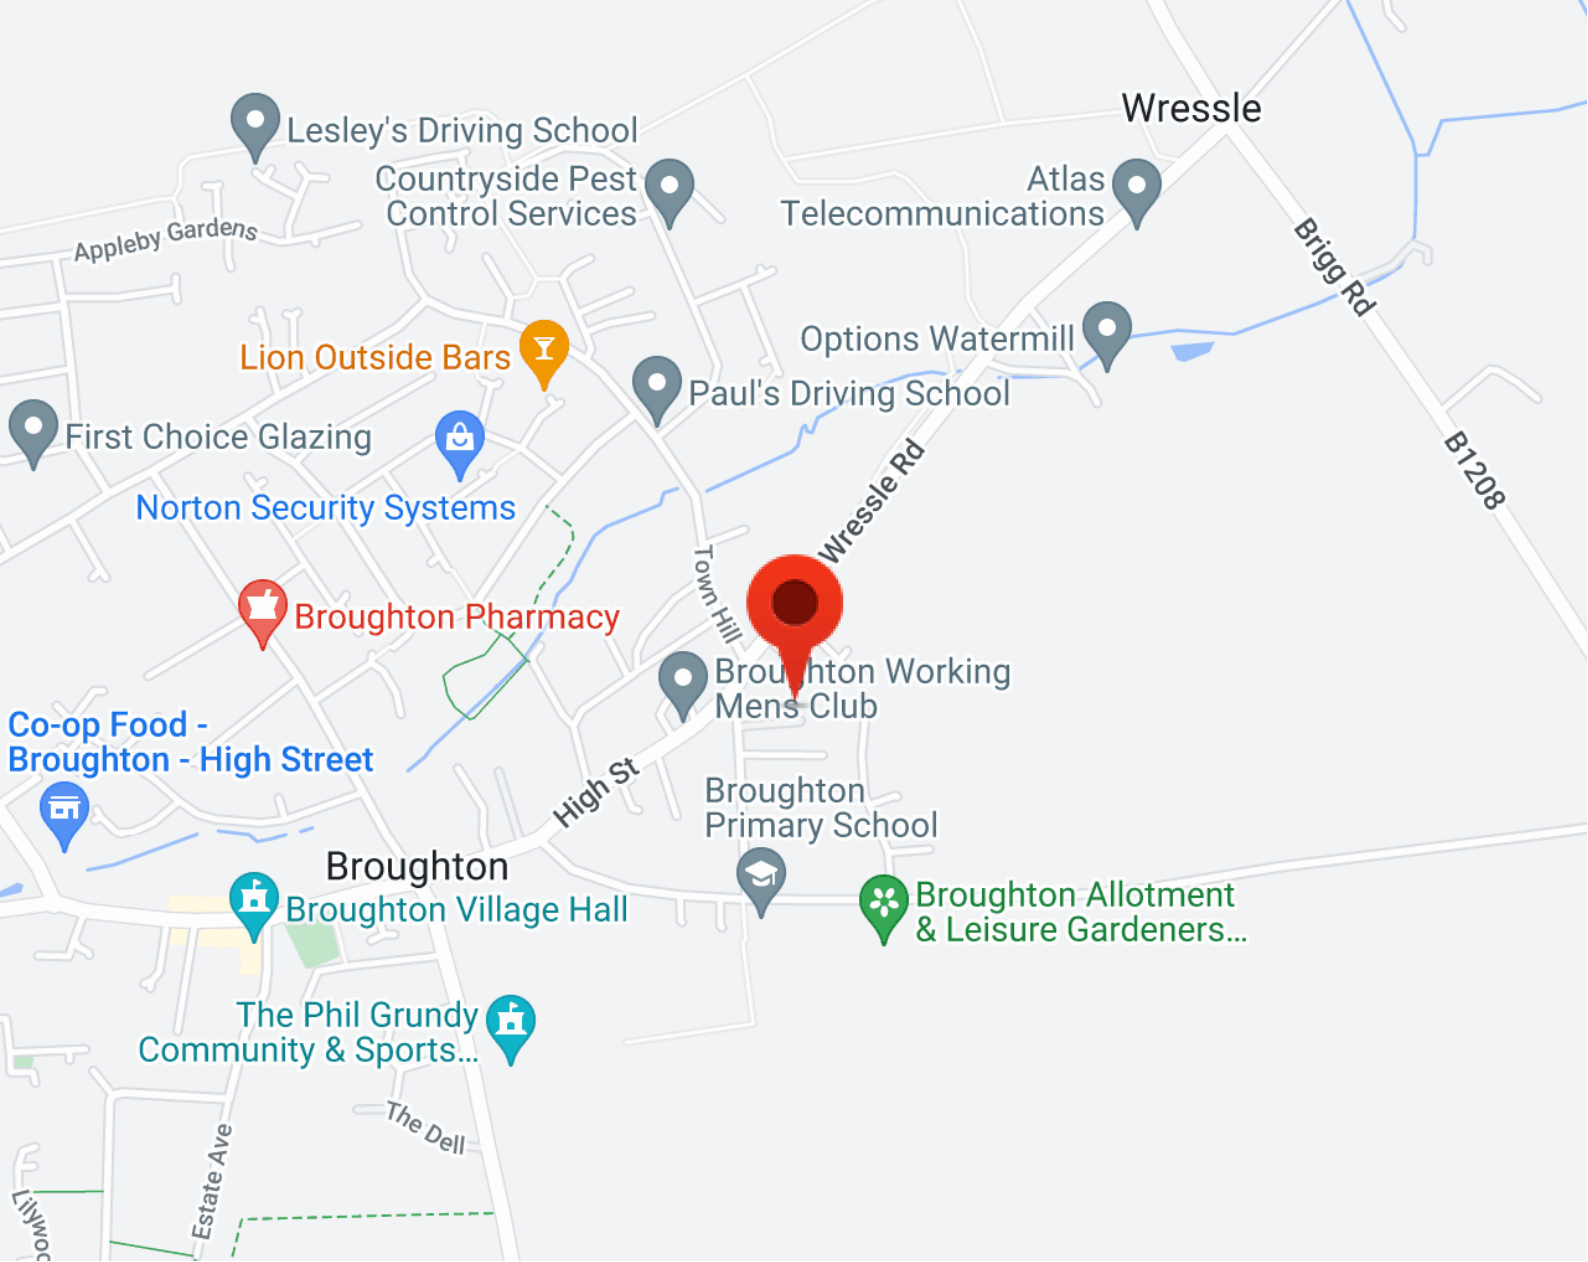 Wressle
Lesley's Driving School
Countryside Pest
Control Services
Atlas
Telecommunications
Appleby Gardens
Brigg Rd
Options Watermill
Lion Outside Bars
Paul's Driving School
First Choice Glazing
B1208
Wressle Rd
Norton Security Systems
Town Hill
Broughton Pharmacy
Broughton Working
Mens Club
Co-op Food -
Broughton - High Street
High St
Broughton
Primary School
Broughton
Broughton Village Hall
Broughton Allotment
& Leisure Gardeners...
The Phil Grundy
Community & Sports...
The Dell
Estate Ave
Lilywoo